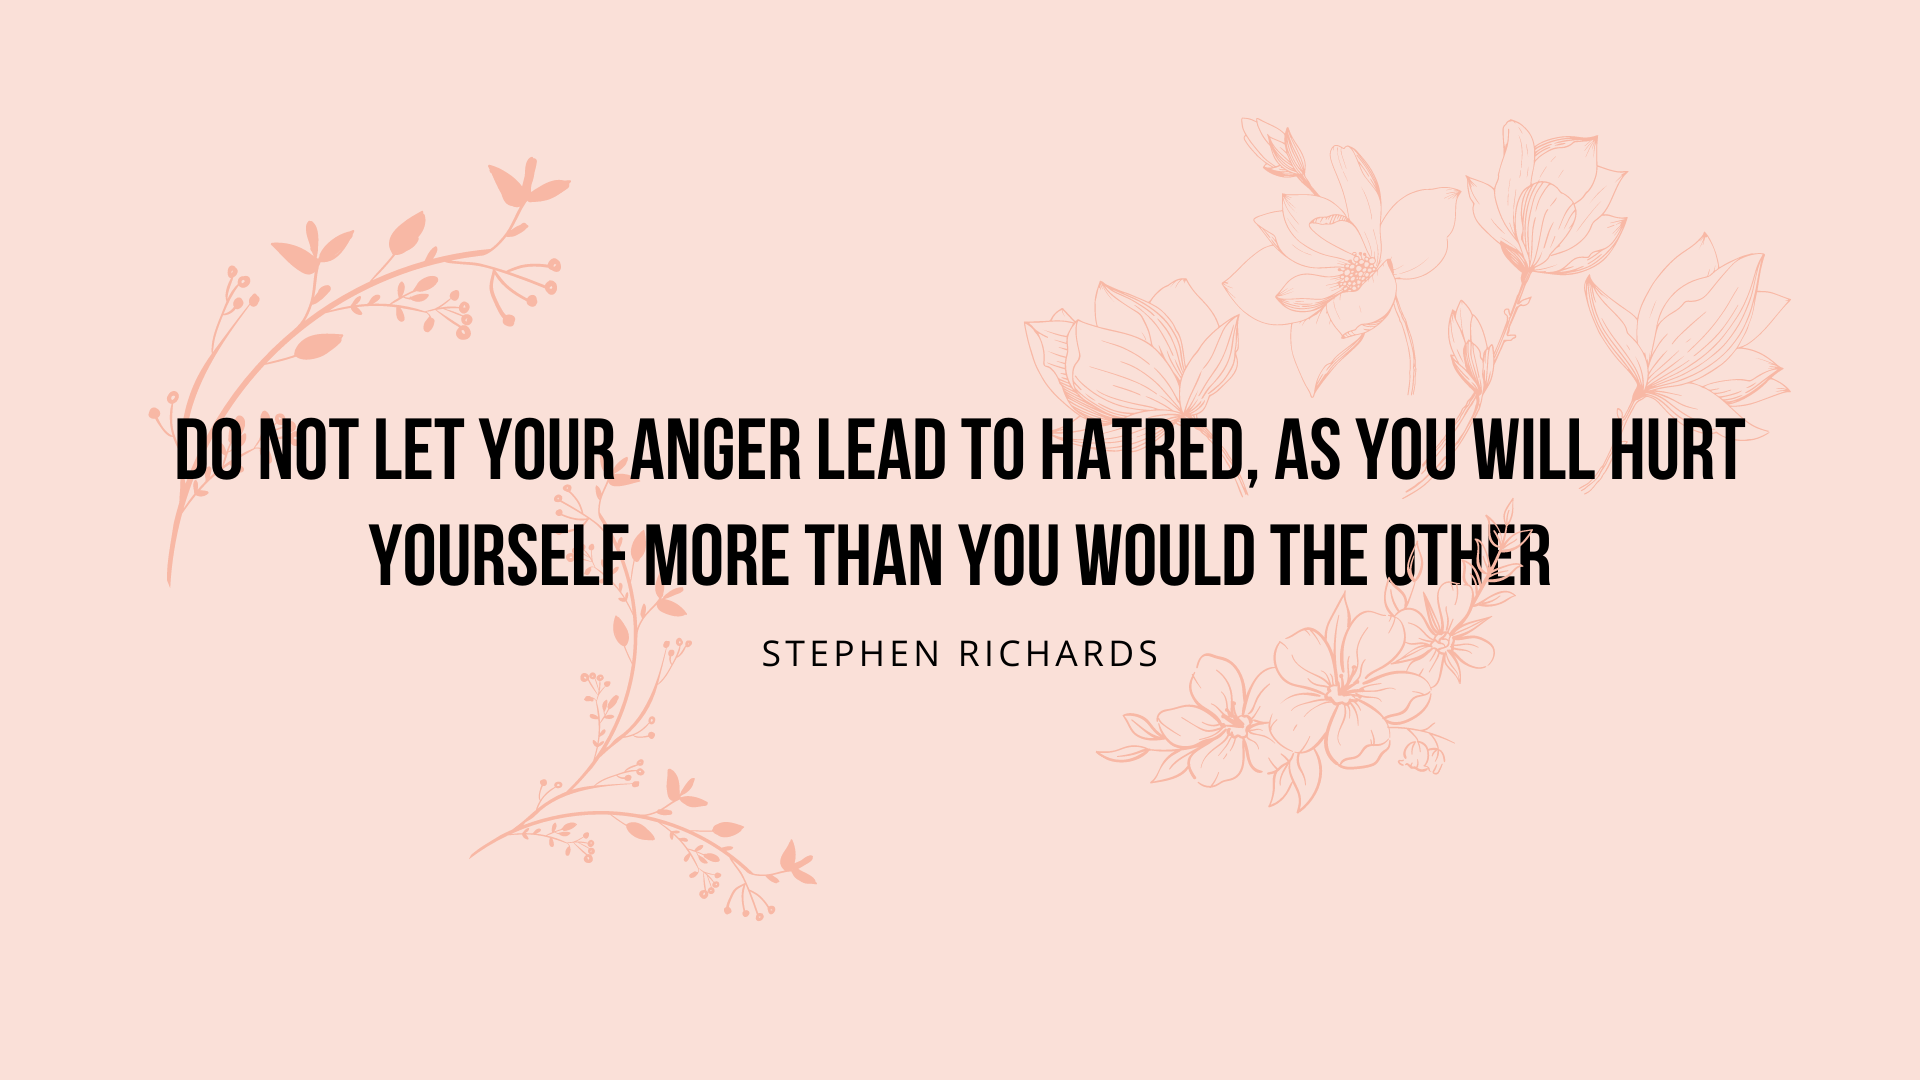 DO NOT LET YOUR ANGER LEAD TO HATRED, AS YOU WILL HURT
YOURSELF MORE THAN YOU WOULD THE OTHER
STEPHEN RICHARDS